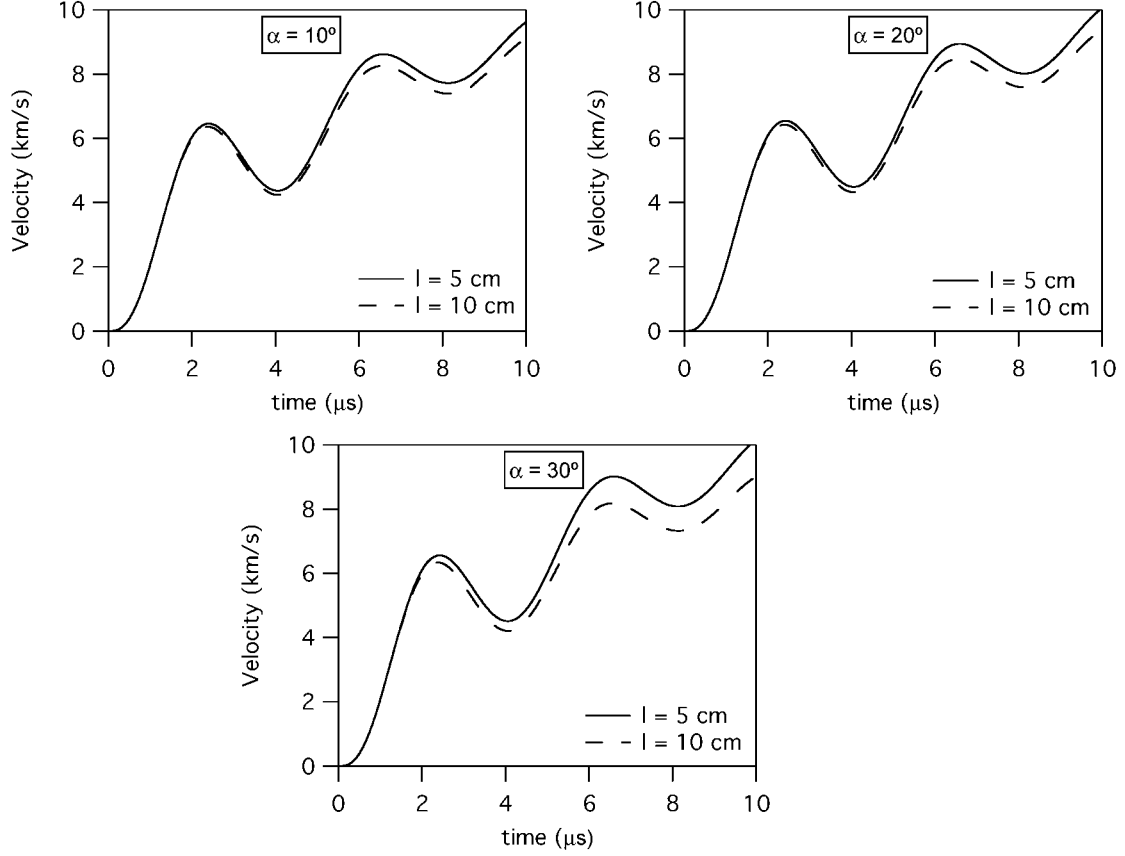 α = 10º
Velocity (km/s)
10
8
6
4
2
0
l = 5 cm
l = 10 cm
0 2 4 6 8 10
time (μs)
α = 20º
Velocity (km/s)
10
8
6
4
2
0
l = 5 cm
l = 10 cm
0 2 4 6 8 10
time (μs)
α = 30º
Velocity (km/s)
10
8
6
4
2
0
l = 5 cm
l = 10 cm
0 2 4 6 8 10
time (μs)